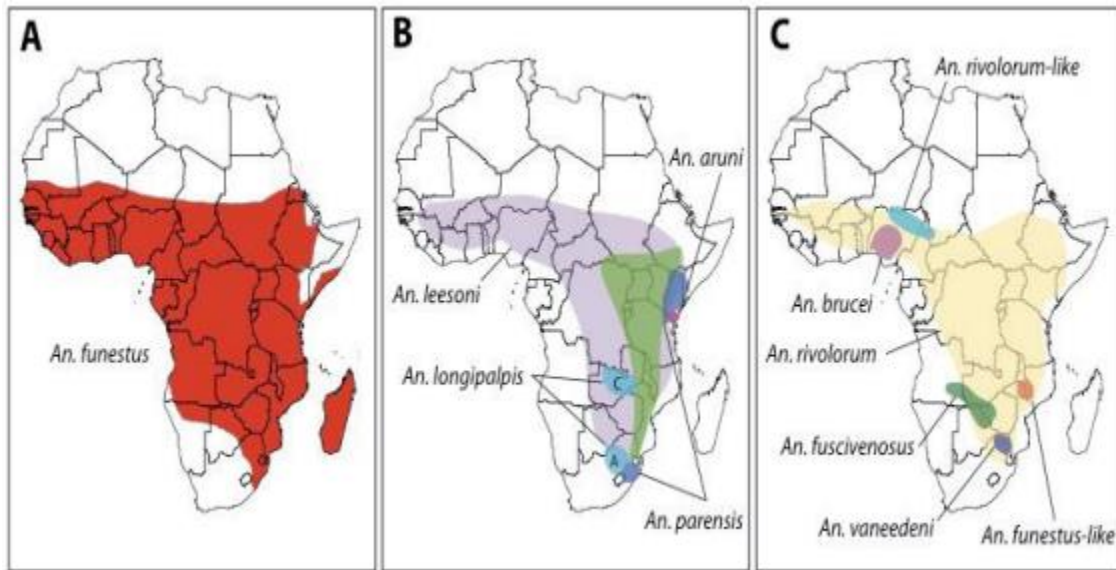 A
An. funestus
B
An. aruni
An. leesoni
An. longipalpis
C
A
An. parensis
C
An. rivolorum-like
An. brucei
An. rivolorum
An. fuscivenosus
An. vaneedeni
An. funestus-like